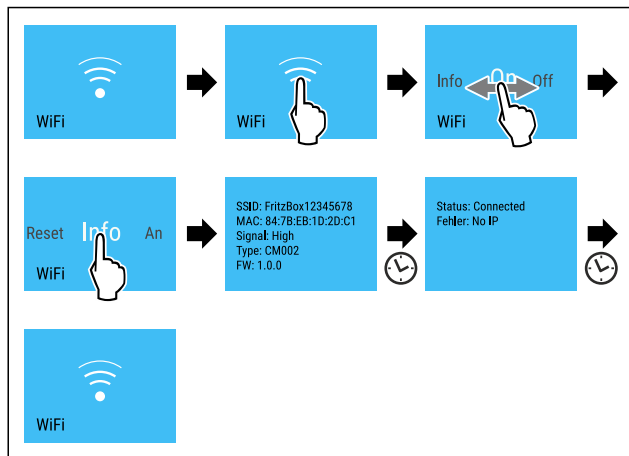 WiFi
WiFi
Info On Off
WiFi
Reset Info An
WiFi
SSID: FritzBox12345678
MAC: 84:7B:EB:1D:2D:C1
Signal: High
Type: CM002
FW: 1.0.0
Status: Connected
Fehler: No IP
WiFi